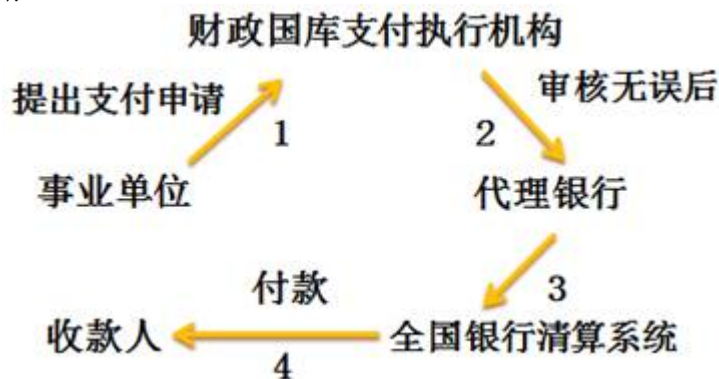 财政国库支付执行机构
提出支付申请
审核无误后
1
2
事业单位
代理银行
付款
3
收款人
全国银行清算系统
4